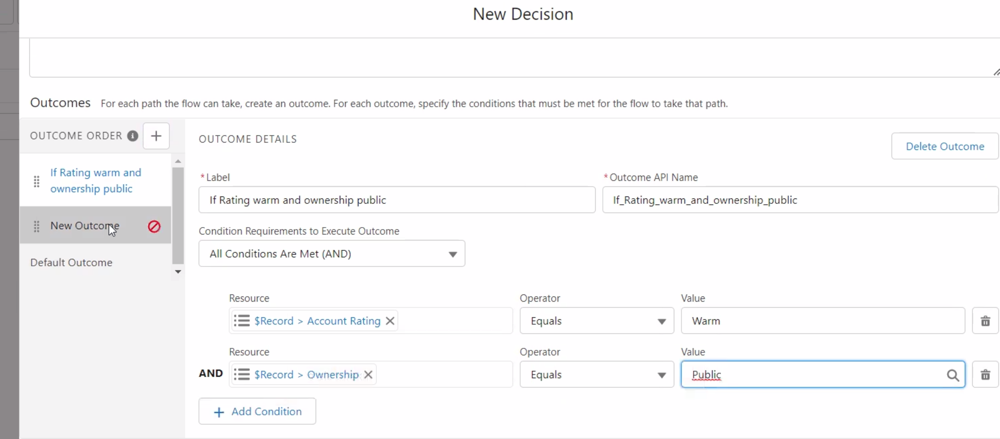 New Decision
Outcomes For each path the flow can take, create an outcome. For each outcome, specify the conditions that must be met for the flow to take that path.
OUTCOME ORDER
If Rating warm and
ownership public
New Outcome
Default Outcome
OUTCOME DETAILS
Delete Outcome
*Label
*Outcome API Name
If Rating warm and ownership public
If_Rating_warm_and_ownership_public
Condition Requirements to Execute Outcome
All Conditions Are Met (AND)
Resource Operator Value
$Record > Account Rating Equals Warm
Resource Operator Value
AND $Record > Ownership Equals Public
+ Add Condition